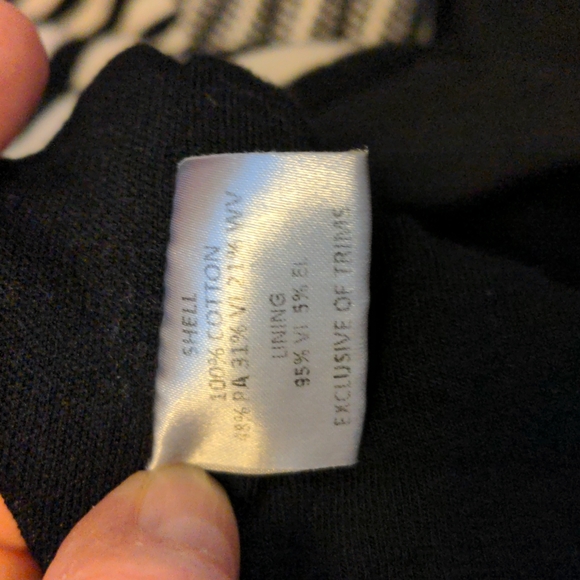 SHELL
100% COTTON
48% PA 31% VI 21% WV
LINING
95% VI 5% EL
EXCLUSIVE OF TRIMS